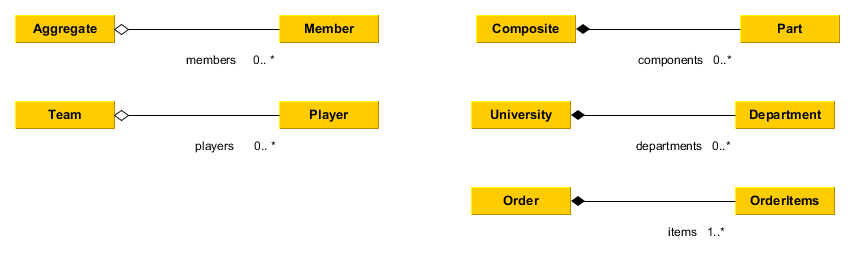 Aggregate Member Composite Part
members 0.. * components 0..*
Team Player University Department
players 0.. * departments 0..*
Order OrderItems
items 1..*